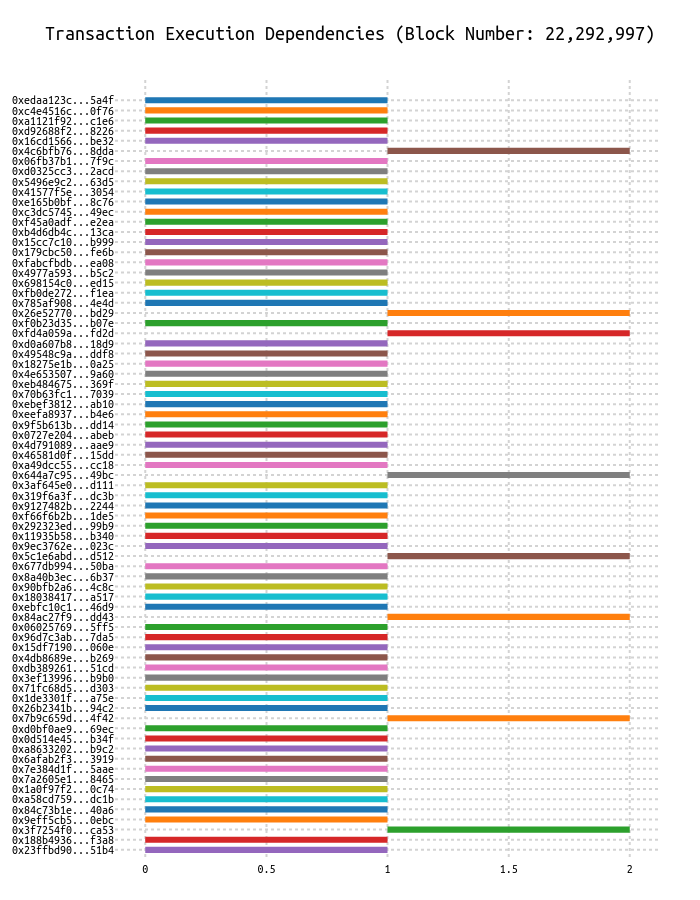 Transaction Execution Dependencies (Block Number: 22,292,997)
0xedaa123c...5a4f
0xc4e4516c...0f76
0xa1121f92...c1e6
0xd92688f2...8226
0x16cd1566...be32
0x4c6bfb76...8dda
0x06fb37b1...7f9c
0xd0325cc3...2acd
0x5496e9c2...63d5
0x41577f5e...3054
0xe165b0bf...8c76
0xc3dc5745...49ec
0xf45a0adf...e2ea
0xb4d6db4c...13ca
0x15cc7c10...b999
0x179cbc50...fe6b
0xfabcfbdb...ea08
0x4977a593...b5c2
0x698154c0...ed15
0xfb0de272...f1ea
0x785af908...4e4d
0x26e52770...bd29
0xf0b23d35...b07e
0xfd4a059a...fd2d
0xd0a607b8...18d9
0x49548c9a...ddf8
0x18275e1b...0a25
0x4e653507...9a60
0xeb484675...369f
0x70b63fc1...7039
0xebef3812...ab10
0xeefa8937...b4e6
0x9f5b613b...dd14
0x0727e204...abeb
0x4d791089...aae9
0x46581d0f...15dd
0xa49dcc55...cc18
0x644a7c95...49bc
0x3af645e0...d111
0x319f6a3f...dc3b
0x9127482b...2244
0xf66f6b2b...1de5
0x292323ed...99b9
0x11935b58...b340
0x9ec3762e...023c
0x5c1e6abd...d512
0x677db994...50ba
0x8a40b3ec...6b37
0x90bfb2a6...4c8c
0x18038417...a517
0xebfc10c1...46d9
0x84ac27f9...dd43
0x06025769...5ff5
0x96d7c3ab...7da5
0x15df7190...060e
0x4db8689e...b269
0xdb389261...51cd
0x3ef13996...b9b0
0x71fc68d5...d303
0x1de3301f...a75e
0x26b2341b...94c2
0x7b9c659d...4f42
0xd0bf0ae9...69ec
0x0d514e45...b34f
0xa8633202...b9c2
0x6afab2f3...3919
0x7e384d1f...5aae
0x7a2605e1...8465
0x1a0f97f2...0c74
0xa58cd759...dc1b
0x84c73b1e...40a6
0x9eff5cb5...0ebc
0x3f7254f0...ca53
0x188b4936...f3a8
0x23ffbd90...51b4
0 0.5 1 1.5 2